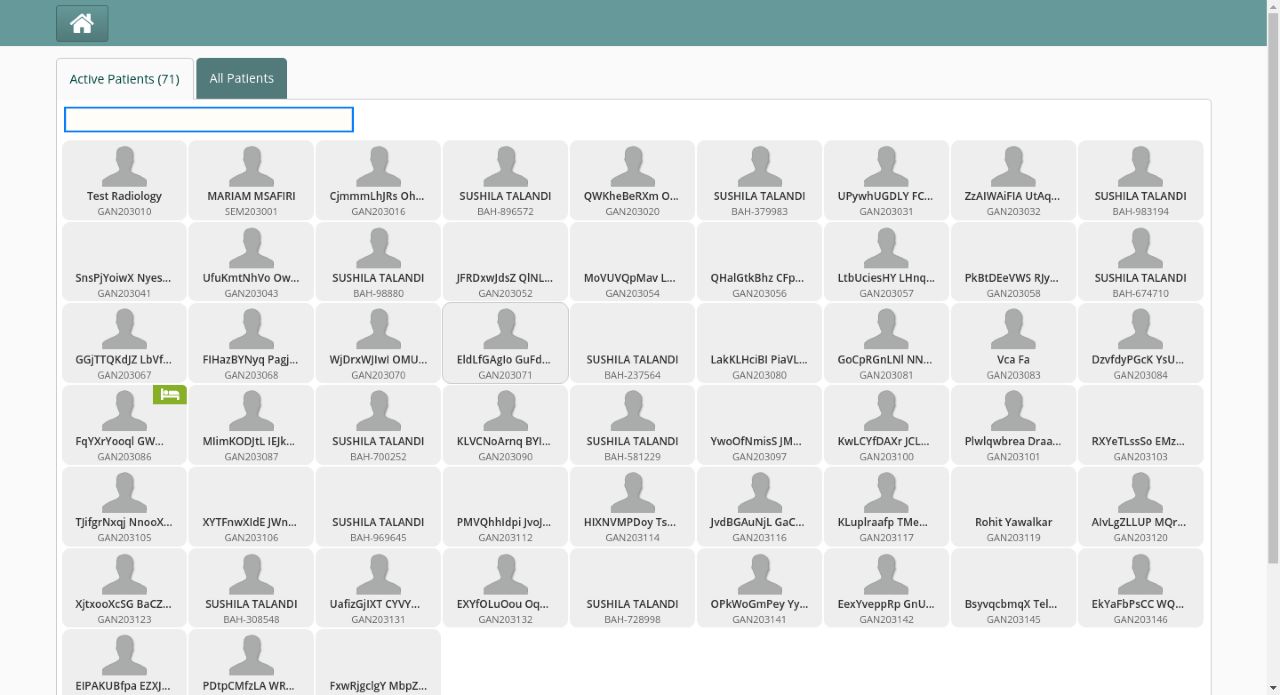 Active Patients (71)
All Patients
Test Radiology
GAN203010
MARIAM MSAFIRI
SEM203001
CjmmmLhJRs Oh...
GAN203016
SUSHILA TALANDI
BAH-896572
QWKheBeRXm O...
GAN203020
SUSHILA TALANDI
BAH-379983
UPywhUGDLY FC...
GAN203031
ZzAIWAiFIA UtAq...
GAN203032
SUSHILA TALANDI
BAH-983194
SnsPjYoiwX Nyes...
GAN203041
UfuKmtNhVo Ow...
GAN203043
SUSHILA TALANDI
BAH-98880
JFRDxwJdsZ QlNL...
GAN203052
MoVUVQpMav L...
GAN203054
QHalGtkBhz CFp...
GAN203056
LtbUciesHY LHnq...
GAN203057
PkBtDEeVWS RJy...
GAN203058
SUSHILA TALANDI
BAH-674710
GGjTTQKdJZ LbVf...
GAN203067
FIHazBYNyq Pagj...
GAN203068
WjDrxWJIwI OMU...
GAN203070
EldLfGAgIo GuFd...
GAN203071
SUSHILA TALANDI
BAH-237564
LakKLHciBI PiaVL...
GAN203080
GoCpRGnLNl NN...
GAN203081
Vca Fa
GAN203083
DzvfdyPGcK YsU...
GAN203084
FqYXrYooql GW...
GAN203086
MIimKODJtL IEJk...
GAN203087
SUSHILA TALANDI
BAH-700252
KLVCNoArnq BYI...
GAN203090
SUSHILA TALANDI
BAH-581229
YwoOfNmisS JM...
GAN203097
KwLCYfDAXr JCL...
GAN203100
Plwlqwbrea Draa...
GAN203101
RXYeTLssSo EMz...
GAN203103
TJifgrNxqj NnooX...
GAN203105
XYTFnwXIdE JWn...
GAN203106
SUSHILA TALANDI
BAH-969645
PMVQhhIdpi JvoJ...
GAN203112
HIXNVMPDoy Ts...
GAN203114
JvdBGAuNjL GaC...
GAN203116
KLuplraafp TMe...
GAN203117
Rohit Yawalkar
GAN203119
AIvLgZLLUP MQr...
GAN203120
XjtxooXcSG BaCZ...
GAN203123
SUSHILA TALANDI
BAH-308548
UafizGjIXT CYVY...
GAN203131
EXYfOLuOou Oq...
GAN203132
SUSHILA TALANDI
BAH-728998
OPkWoGmPey Yy...
GAN203141
EexYveppRp GnU...
GAN203142
BsyvqcbmqX Tel...
GAN203145
EkYaFbPsCC WQ...
GAN203146
EIPAKUBfpa EZXJ...
PDtpCMfzLA WR...
FxwRjgclgY MbpZ...